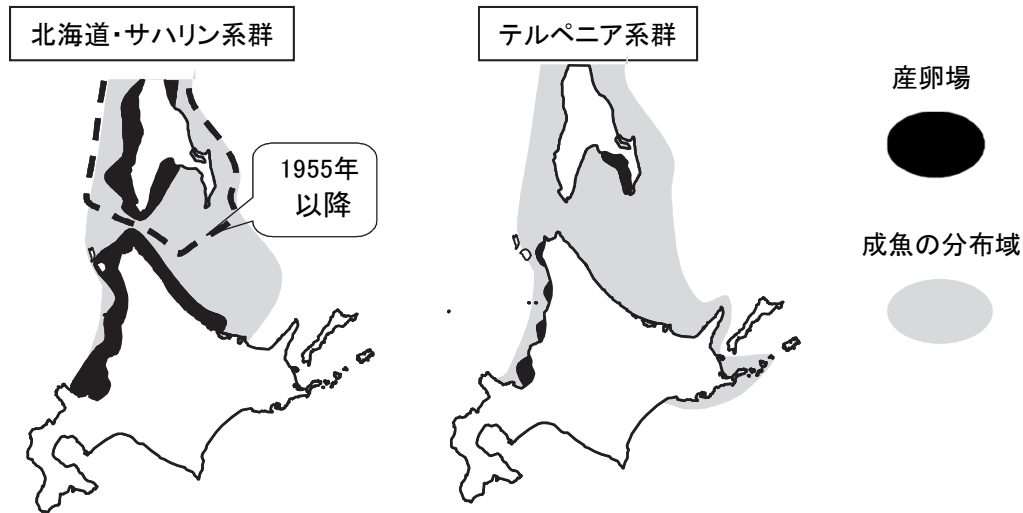 北海道・サハリン系群
テルペニア系群
1955年
以降
産卵場
成魚の分布域